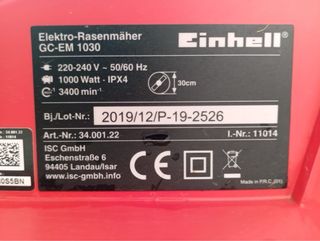 Elektro-Rasenmäher
GC-EM 1030
Einhell
220-240 V ~ 50/60 Hz
1000 Watt - IPX4
3400 min⁻¹
30cm
Bj./Lot-Nr.: 2019/12/P-19-2526
Art.-Nr.: 34.001.22
I.-Nr.: 11014
ISC GmbH
Eschenstraße 6
94405 Landau/Isar
www.isc-gmbh.info
CE
Made in P.R.C.